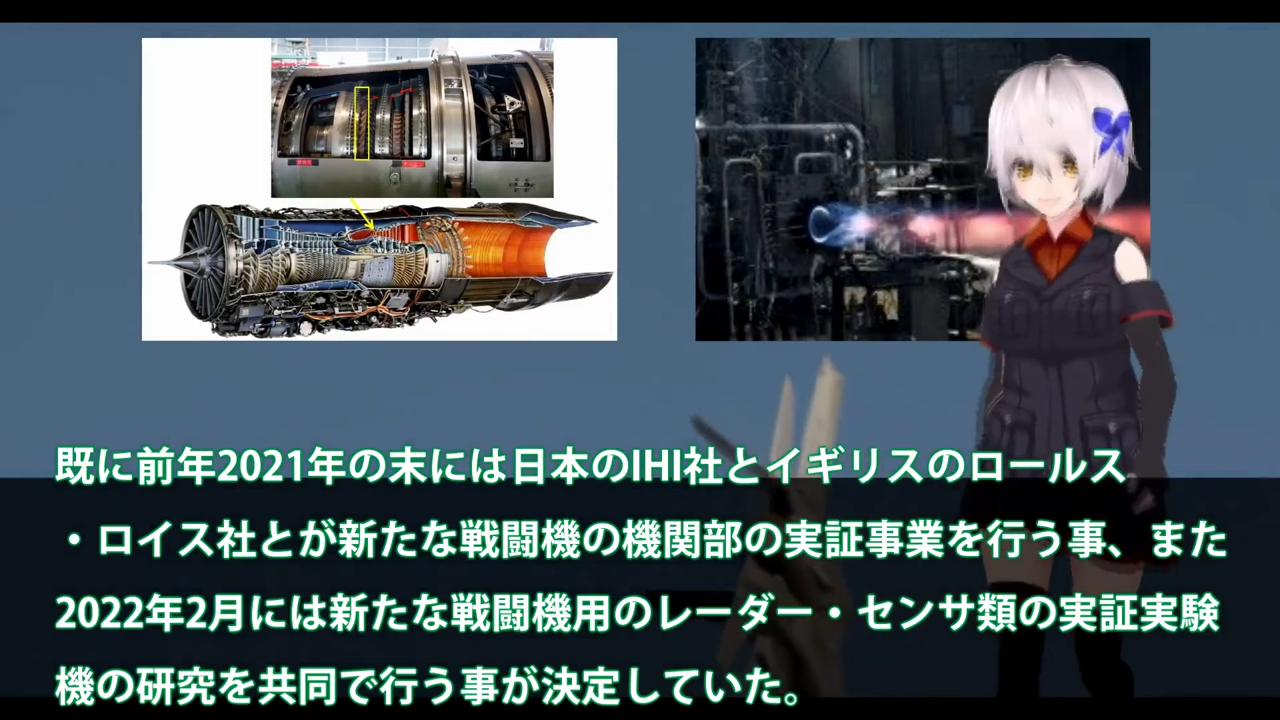 既に前年2021年の末には日本のIHI社とイギリスのロールス
・ロイス社とが新たな戦闘機の機関部の実証事業を行う事、また
2022年2月には新たな戦闘機用のレーダー・センサ類の実証実験
機の研究を共同で行う事が決定していた。